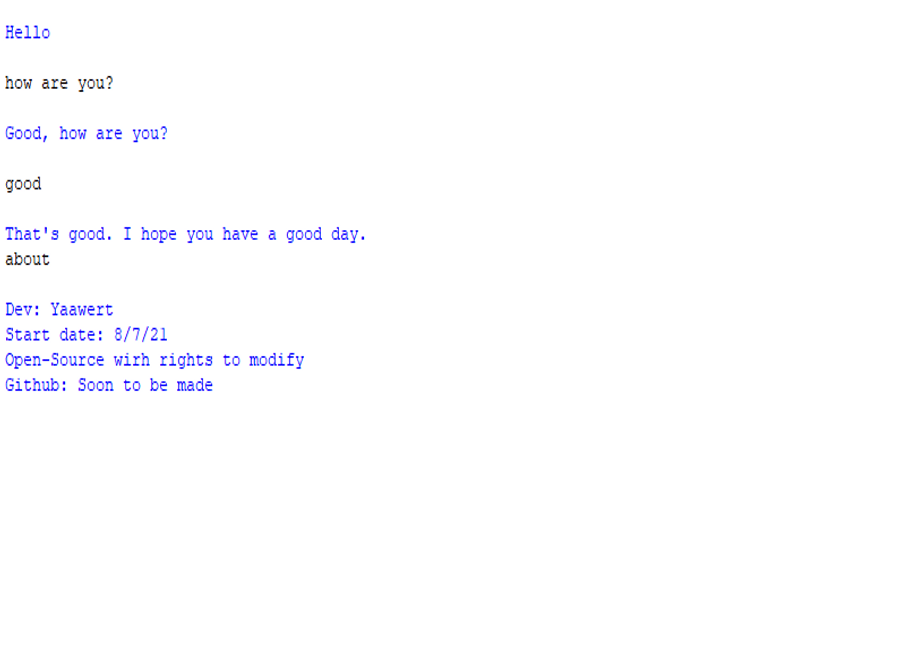 Hello
how are you?
Good, how are you?
good
That's good. I hope you have a good day.
about
Dev: Yaawert
Start date: 8/7/21
Open-Source wirh rights to modify
Github: Soon to be made